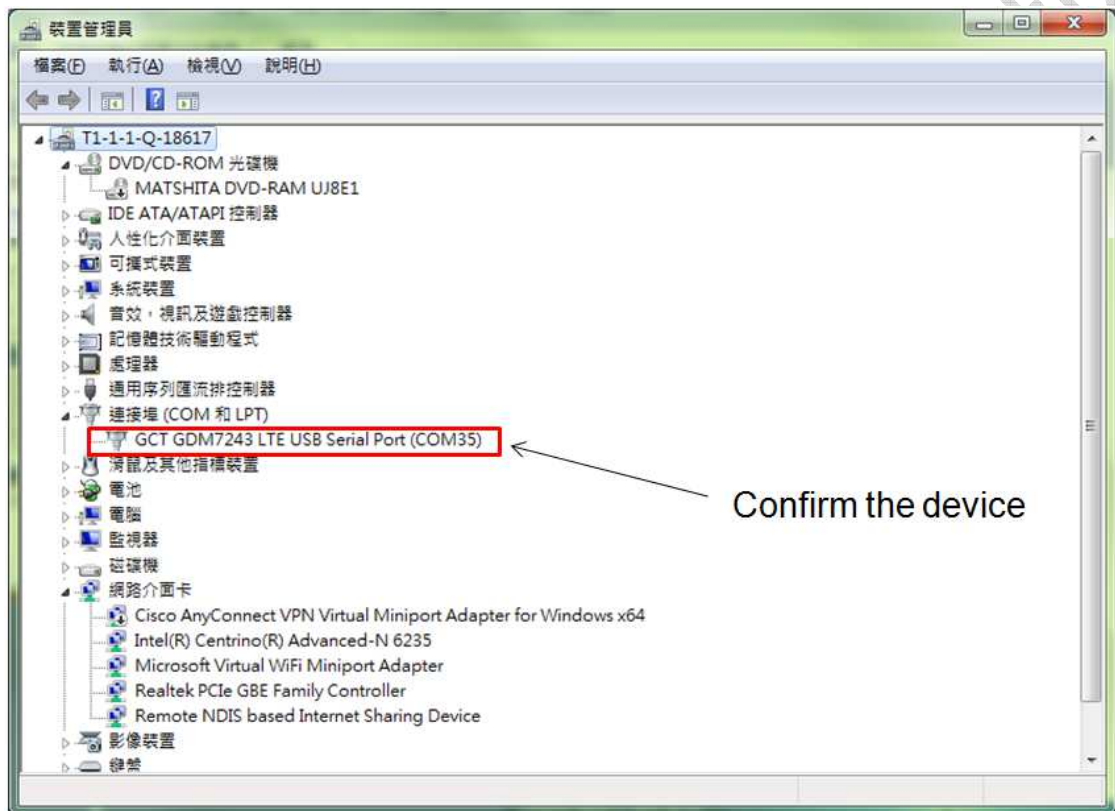 裝置管理員
檔案(F) 執行(A) 檢視(V) 說明(H)
T1-1-1-Q-18617
DVD/CD-ROM 光碟機
MATSHITA DVD-RAM UJ8E1
IDE ATA/ATAPI 控制器
人性化介面裝置
可攜式裝置
系統裝置
音效，視訊及遊戲控制器
記憶體技術驅動程式
處理器
通用序列匯流排控制器
連接埠 (COM 和 LPT)
GCT GDM7243 LTE USB Serial Port (COM35)
滑鼠及其他指標裝置
Confirm the device
電池
電腦
監視器
磁碟機
網路介面卡
Cisco AnyConnect VPN Virtual Miniport Adapter for Windows x64
Intel(R) Centrino(R) Advanced-N 6235
Microsoft Virtual WiFi Miniport Adapter
Realtek PCIe GBE Family Controller
Remote NDIS based Internet Sharing Device
影像裝置
鍵盤